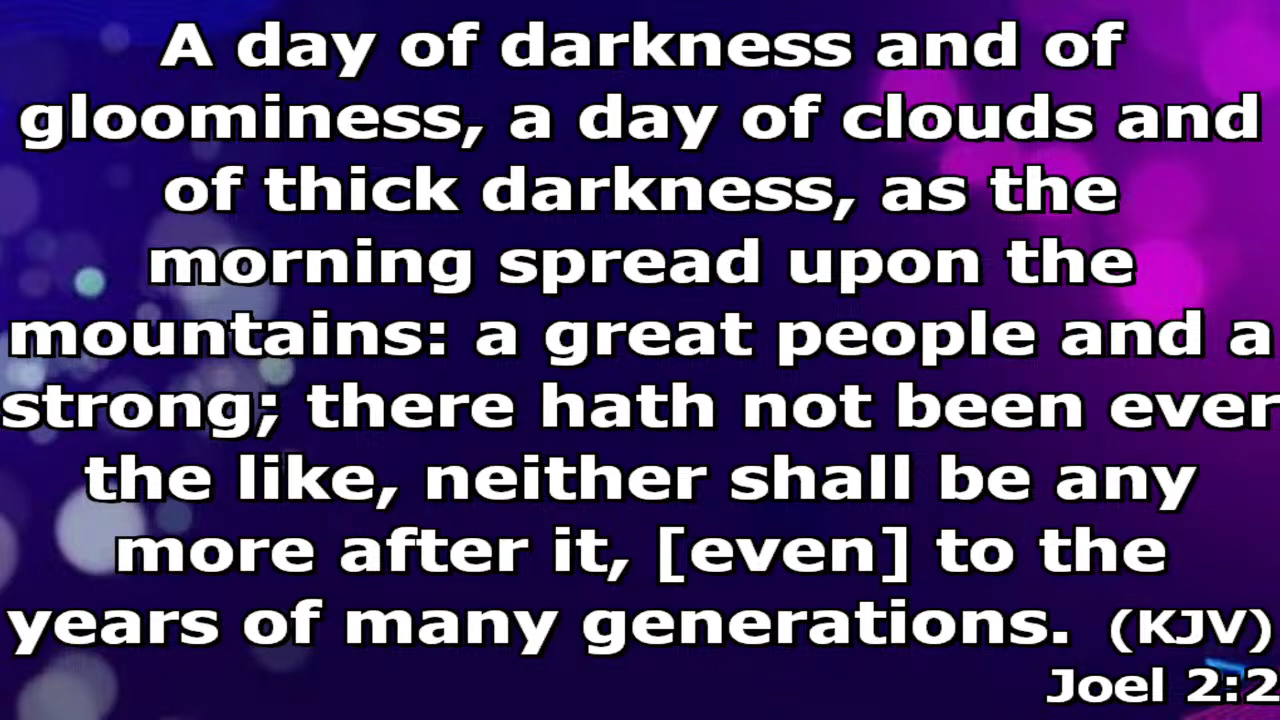 A day of darkness and of
gloominess, a day of clouds and
of thick darkness, as the
morning spread upon the
mountains: a great people and a
strong; there hath not been ever
the like, neither shall be any
more after it, [even] to the
years of many generations. (KJV)
Joel 2:2